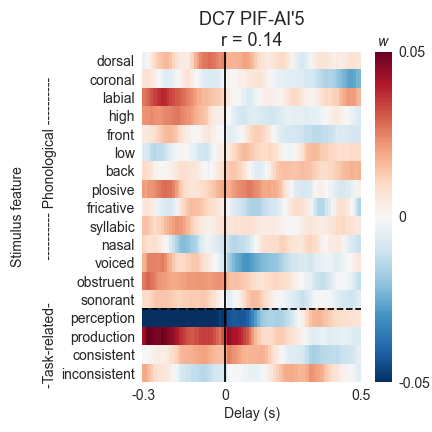 DC7 PIF-AI'5
r = 0.14
w
dorsal
coronal
labial
high
front
low
back
plosive
fricative
syllabic
nasal
voiced
obstruent
sonorant
perception
production
consistent
inconsistent
Stimulus feature
-Task-related- ---------- Phonological ----------
0.05
0
-0.05
-0.3 0 0.5
Delay (s)